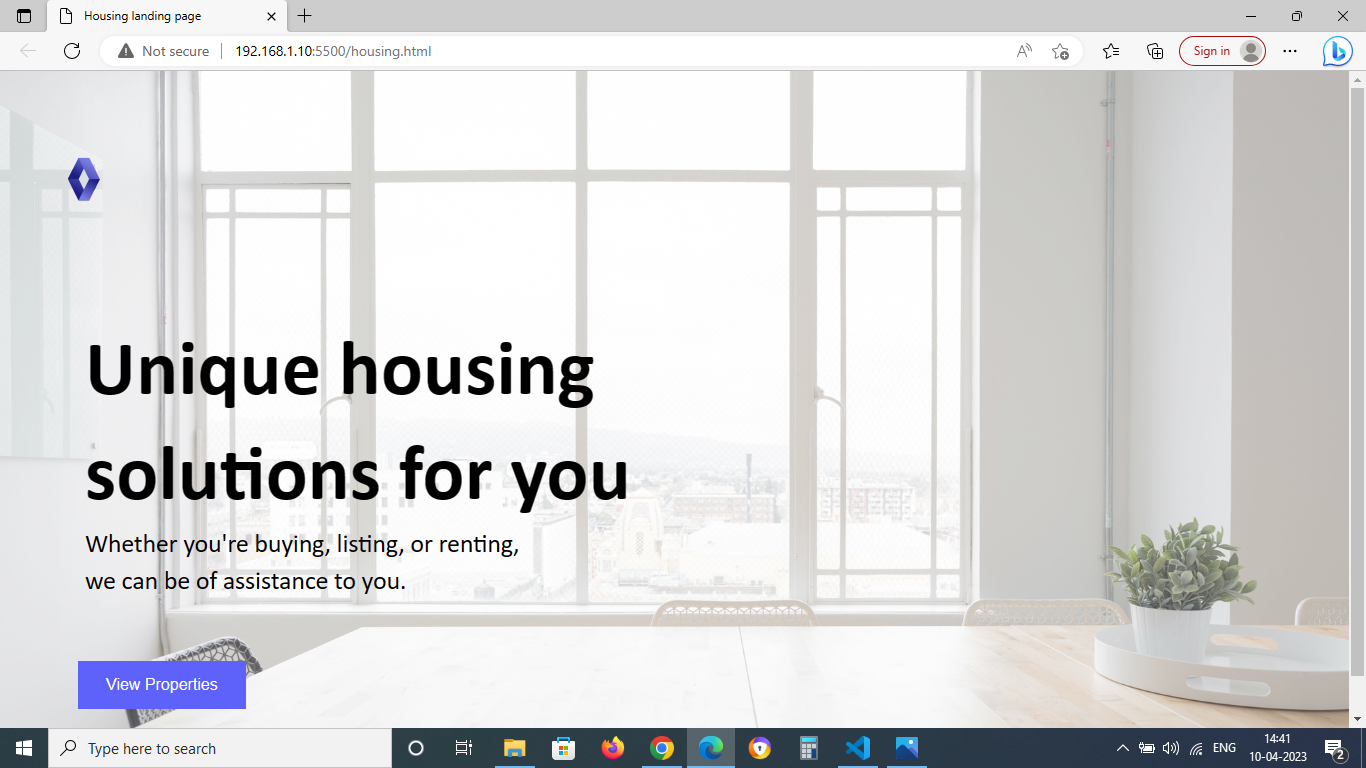 Housing landing page
Not secure
192.168.1.10:5500/housing.html
Sign in
Unique housing
solutions for you
Whether you're buying, listing, or renting,
we can be of assistance to you.
View Properties
Type here to search
ENG
14:41
10-04-2023
2